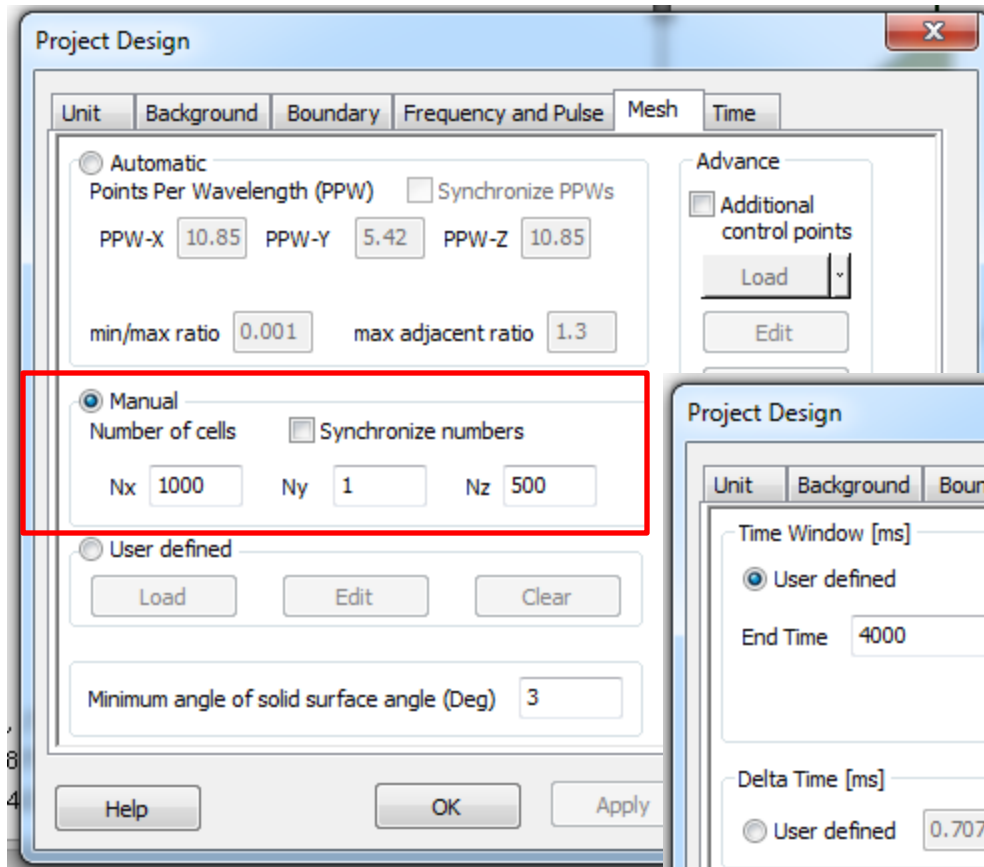 Project Design
x
Unit Background Boundary Frequency and Pulse Mesh Time
Automatic
Points Per Wavelength (PPW) Synchronize PPWs
PPW-X 10.85 PPW-Y 5.42 PPW-Z 10.85
min/max ratio 0.001 max adjacent ratio 1.3
Advance
Additional
control points
Load
Edit
Manual
Number of cells Synchronize numbers
Nx 1000 Ny 1 Nz 500
User defined
Load Edit Clear
Minimum angle of solid surface angle (Deg) 3
Help OK Apply
8
4
Project Design
Unit Background Boun
Time Window [ms]
User defined
End Time 4000
Delta Time [ms]
User defined 0.707